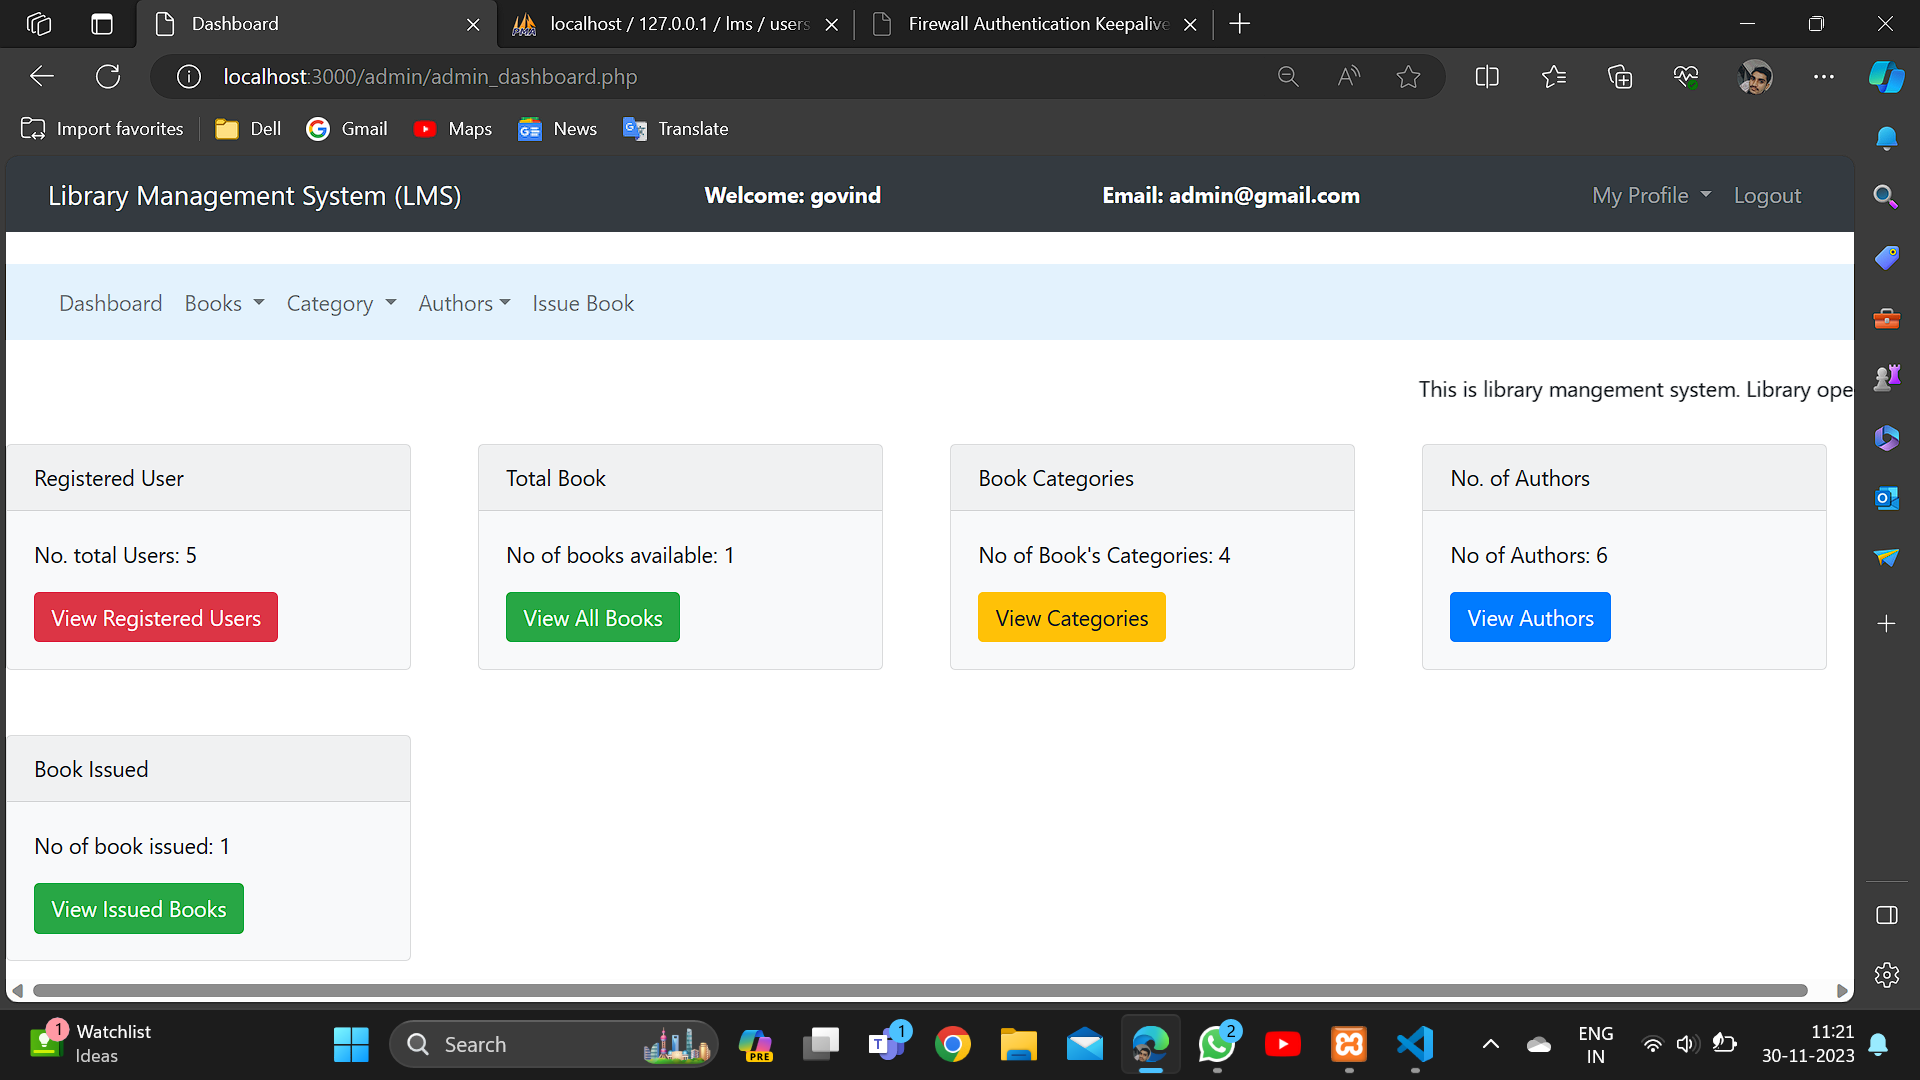 Dashboard
localhost / 127.0.0.1 / lms / users
Firewall Authentication Keepalive
localhost:3000/admin/admin_dashboard.php
Import favorites
Dell
Gmail
Maps
News
Translate
Library Management System (LMS)
Welcome: govind
Email: admin@gmail.com
My Profile
Logout
Dashboard
Books
Category
Authors
Issue Book
This is library mangement system. Library ope
Registered User
No. total Users: 5
View Registered Users
Total Book
No of books available: 1
View All Books
Book Categories
No of Book's Categories: 4
View Categories
No. of Authors
No of Authors: 6
View Authors
Book Issued
No of book issued: 1
View Issued Books
1
Watchlist
Ideas
Search
PRE
1
2
ENG
IN
11:21
30-11-2023